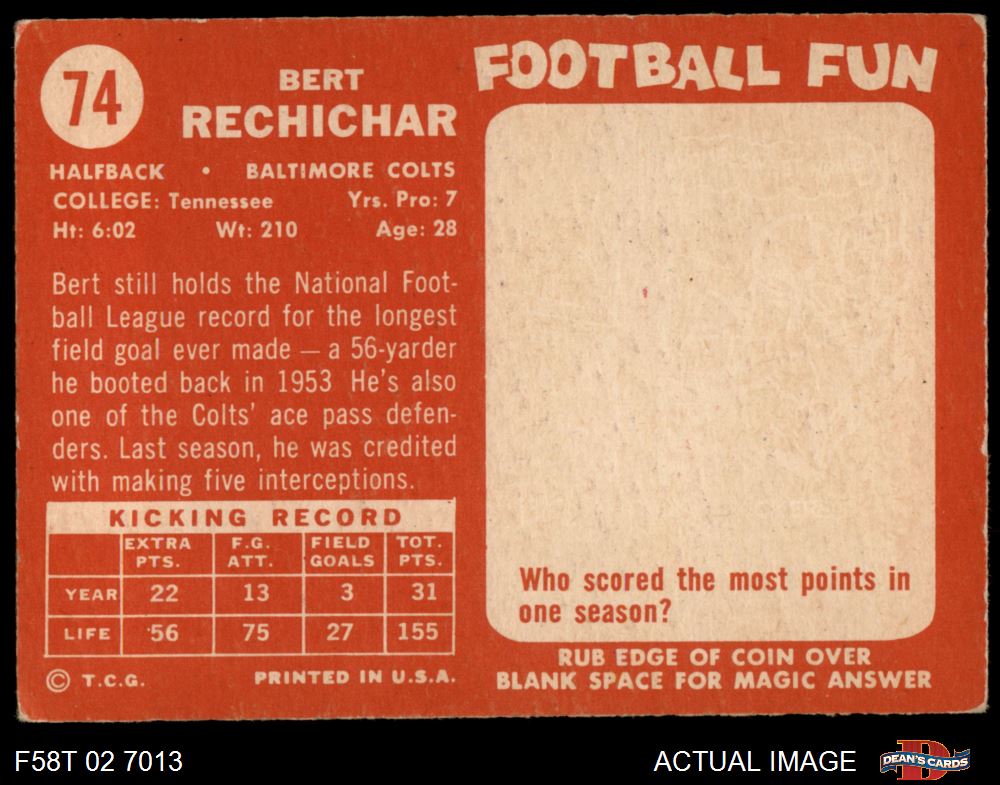 74
BERT
RECHICHAR
HALFBACK • BALTIMORE COLTS
COLLEGE: Tennessee Yrs. Pro: 7
Ht: 6:02 Wt: 210 Age: 28
Bert still holds the National Foot-
ball League record for the longest
field goal ever made — a 56-yarder
he booted back in 1953 He's also
one of the Colts' ace pass defen-
ders. Last season, he was credited
with making five interceptions.
KICKING RECORD
EXTRA PTS. F.G. ATT. FIELD GOALS TOT. PTS.
YEAR 22 13 3 31
LIFE 56 75 27 155
© T.C.G. PRINTED IN U.S.A.
FOOTBALL FUN
Who scored the most points in
one season?
RUB EDGE OF COIN OVER
BLANK SPACE FOR MAGIC ANSWER
F58T 02 7013
ACTUAL IMAGE
D
DEAN'S CARDS